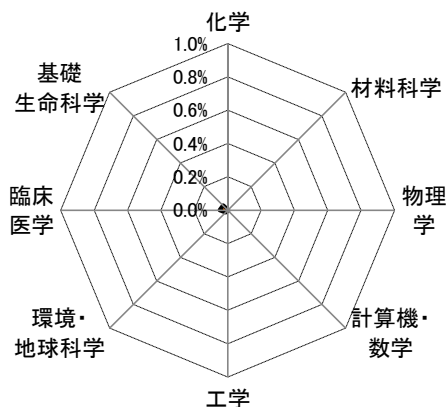 化学
1.0%
0.8%
0.6%
0.4%
0.2%
0.0%
材料科学
物理
学
計算機・
数学
工学
環境・
地球科学
臨床
医学
基礎
生命科学